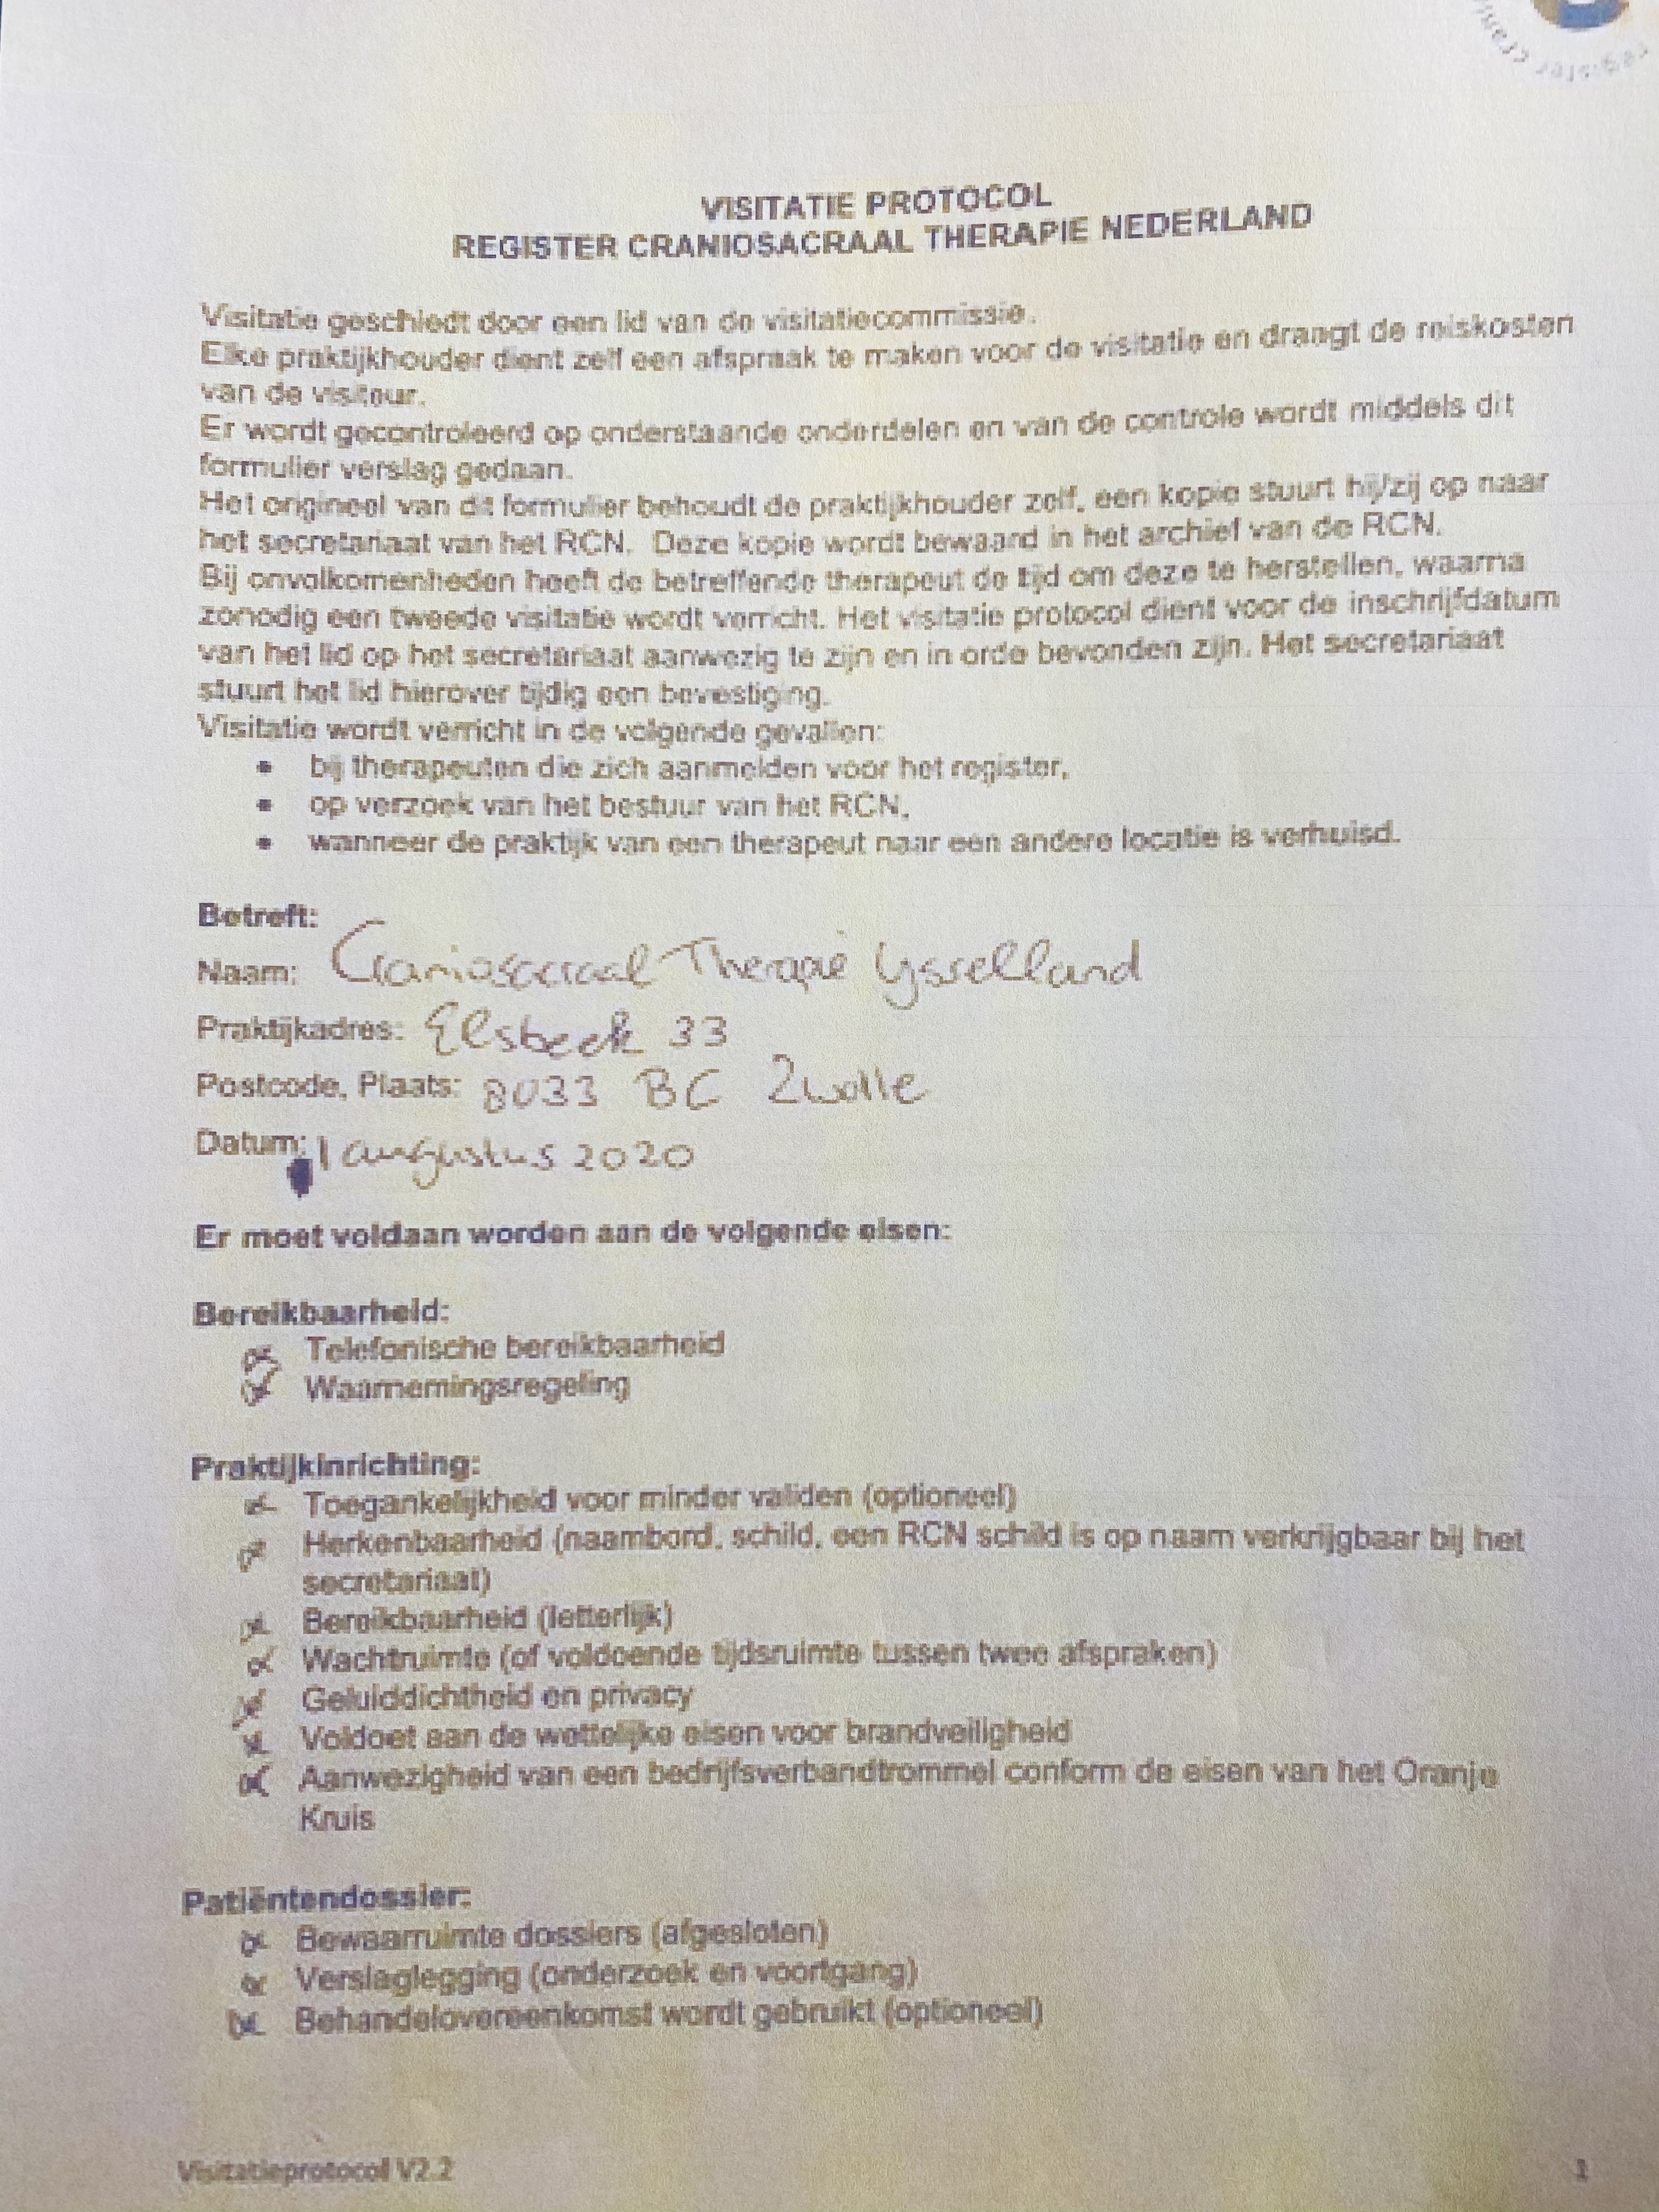 register crani
VISITATIE PROTOCOL
REGISTER CRANIOSACRAAL THERAPIE NEDERLAND
Visitatie geschiedt door een lid van de visitatiecommissie.
Elke praktijkhouder dient zelf een afspraak te maken voor de visitatie en draagt de reiskosten
van de visiteur.
Er wordt gecontroleerd op onderstaande onderdelen en van de controle wordt middels dit
formulier verslag gedaan.
Het origineel van dit formulier behoudt de praktijkhouder zelf, een kopie stuurt hij/zij op naar
het secretariaat van het RCN. Deze kopie wordt bewaard in het archief van de RCN.
Bij onvolkomenheden heeft de betreffende therapeut de tijd om deze te herstellen, waarna
zonodig een tweede visitatie wordt verricht. Het visitatie protocol dient voor de inschrijfdatum
van het lid op het secretariaat aanwezig te zijn en in orde bevonden zijn. Het secretariaat
stuurt het lid hierover tijdig een bevestiging.
Visitatie wordt verricht in de volgende gevallen:
• bij therapeuten die zich aanmelden voor het register,
• op verzoek van het bestuur van het RCN,
• wanneer de praktijk van een therapeut naar een andere locatie is verhuisd.
Betreft:
Naam: Craniosacraal Therapie Ijsselland
Praktijkadres: Elsbeek 33
Postcode, Plaats: 8033 BC Zwolle
Datum: 1 augustus 2020
Er moet voldaan worden aan de volgende eisen:
Bereikbaarheid:
Telefonische bereikbaarheid
Waarnemingsregeling
Praktijkinrichting:
Toegankelijkheid voor minder validen (optioneel)
Herkenbaarheid (naambord, schild, een RCN schild is op naam verkrijgbaar bij het
secretariaat)
Bereikbaarheid (letterlijk)
Wachtruimte (of voldoende tijdsruimte tussen twee afspraken)
Geluiddichtheid en privacy
Voldoet aan de wettelijke eisen voor brandveiligheid
Aanwezigheid van een bedrijfsverbandtrommel conform de eisen van het Oranje
Kruis
Patiëntendossier:
Bewaarruimte dossiers (afgesloten)
Verslaglegging (onderzoek en voortgang)
Behandelovereenkomst wordt gebruikt (optioneel)
Visitatieprotocol V2.2
1